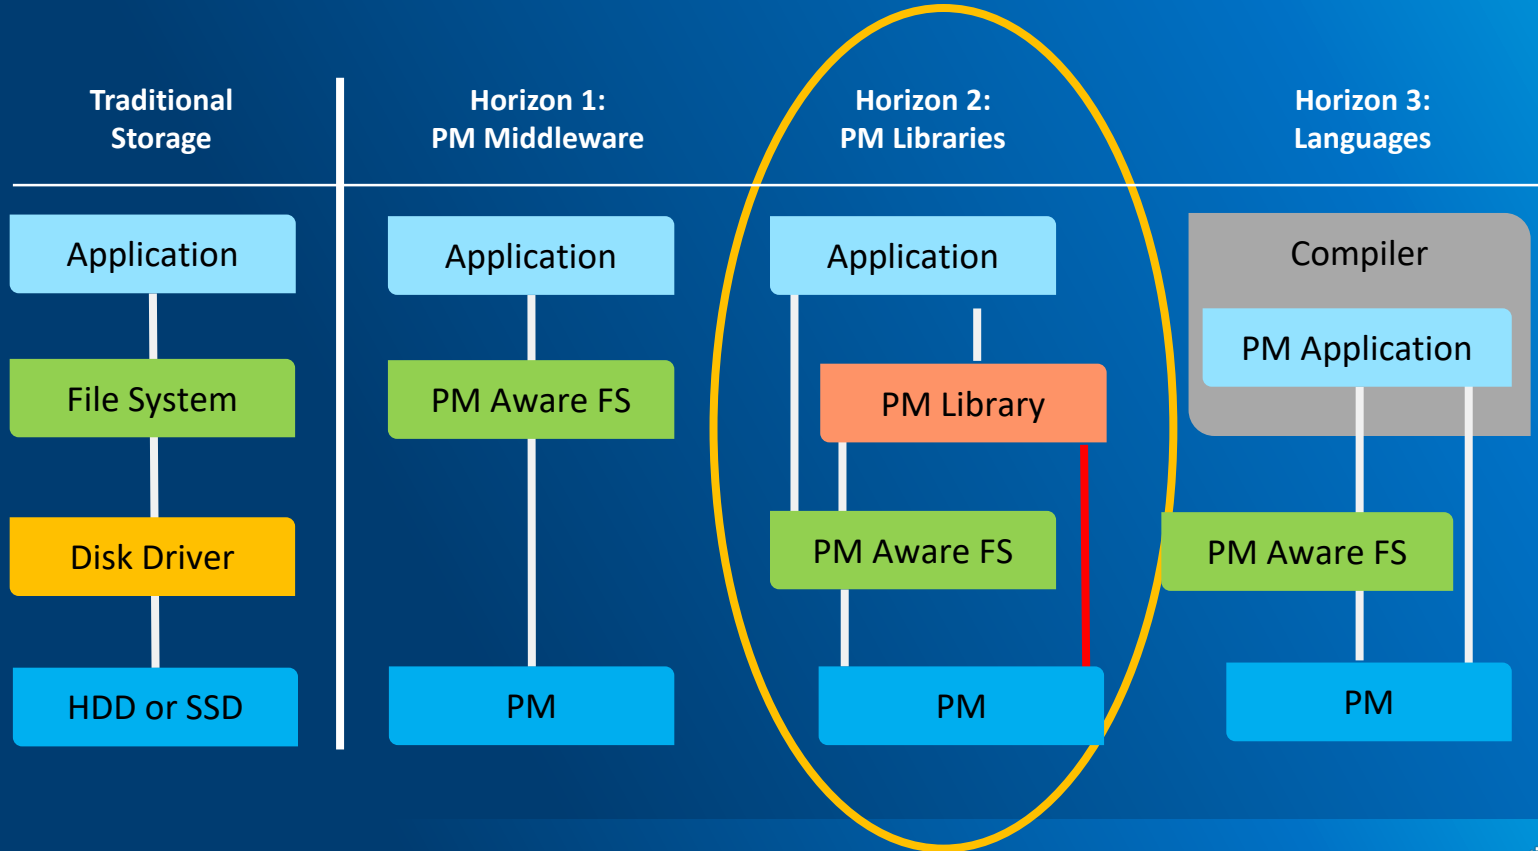 Traditional
Storage
Horizon 1:
PM Middleware
Horizon 2:
PM Libraries
Horizon 3:
Languages
Application
File System
Disk Driver
HDD or SSD
Application
PM Aware FS
PM
Application
PM Library
PM Aware FS
PM
Compiler
PM Application
PM Aware FS
PM